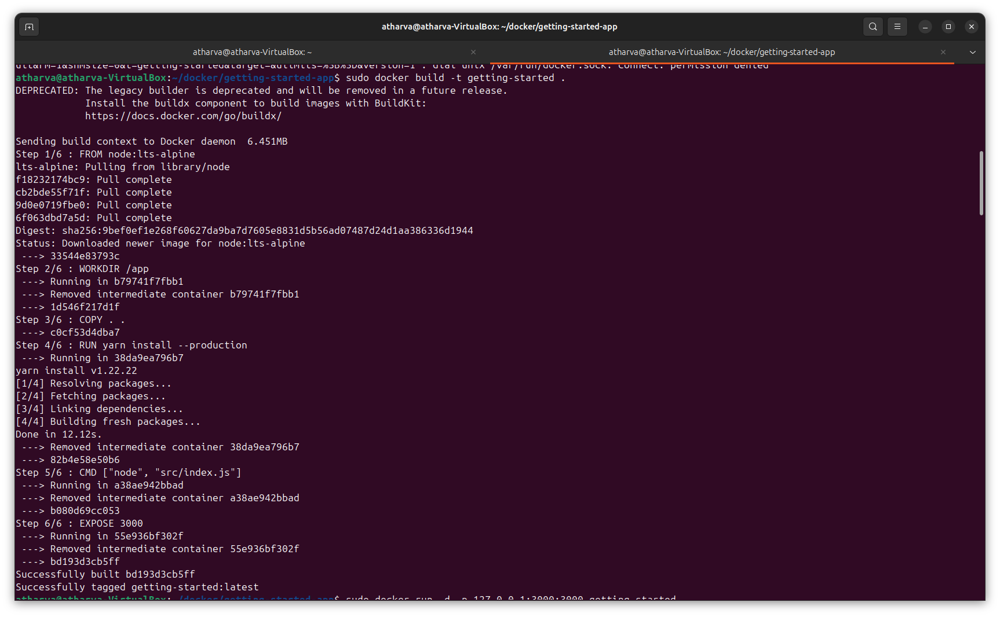 atharva@atharva-VirtualBox: ~/docker/getting-started-app
atharva@atharva-VirtualBox: ~
atharva@atharva-VirtualBox: ~/docker/getting-started-app
ult&rm=1&shmsize=0&t=getting-started&target=&ulimits=%5B%5D&version=1": dial unix /var/run/docker.sock: connect: permission denied
atharva@atharva-VirtualBox:~/docker/getting-started-app$ sudo docker build -t getting-started .
DEPRECATED: The legacy builder is deprecated and will be removed in a future release.
            Install the buildx component to build images with BuildKit:
            https://docs.docker.com/go/buildx/
Sending build context to Docker daemon  6.451MB
Step 1/6 : FROM node:lts-alpine
lts-alpine: Pulling from library/node
f18232174bc9: Pull complete
cb2bde55f71f: Pull complete
9d0e0719fbe0: Pull complete
6f063dbd7a5d: Pull complete
Digest: sha256:9bef0ef1e268f60627da9ba7d7605e8831d5b56ad07487d24d1aa386336d1944
Status: Downloaded newer image for node:lts-alpine
 ---> 33544e83793c
Step 2/6 : WORKDIR /app
 ---> Running in b79741f7fbb1
 ---> Removed intermediate container b79741f7fbb1
 ---> 1d546f217d1f
Step 3/6 : COPY . .
 ---> c0cf53d4dba7
Step 4/6 : RUN yarn install --production
 ---> Running in 38da9ea796b7
yarn install v1.22.22
[1/4] Resolving packages...
[2/4] Fetching packages...
[3/4] Linking dependencies...
[4/4] Building fresh packages...
Done in 12.12s.
 ---> Removed intermediate container 38da9ea796b7
 ---> 82b4e58e50b6
Step 5/6 : CMD ["node", "src/index.js"]
 ---> Running in a38ae942bbad
 ---> Removed intermediate container a38ae942bbad
 ---> b080d69cc053
Step 6/6 : EXPOSE 3000
 ---> Running in 55e936bf302f
 ---> Removed intermediate container 55e936bf302f
 ---> bd193d3cb5ff
Successfully built bd193d3cb5ff
Successfully tagged getting-started:latest
atharva@atharva-VirtualBox:~/docker/getting-started-app$ sudo docker run -d -p 127.0.0.1:3000:3000 getting-started